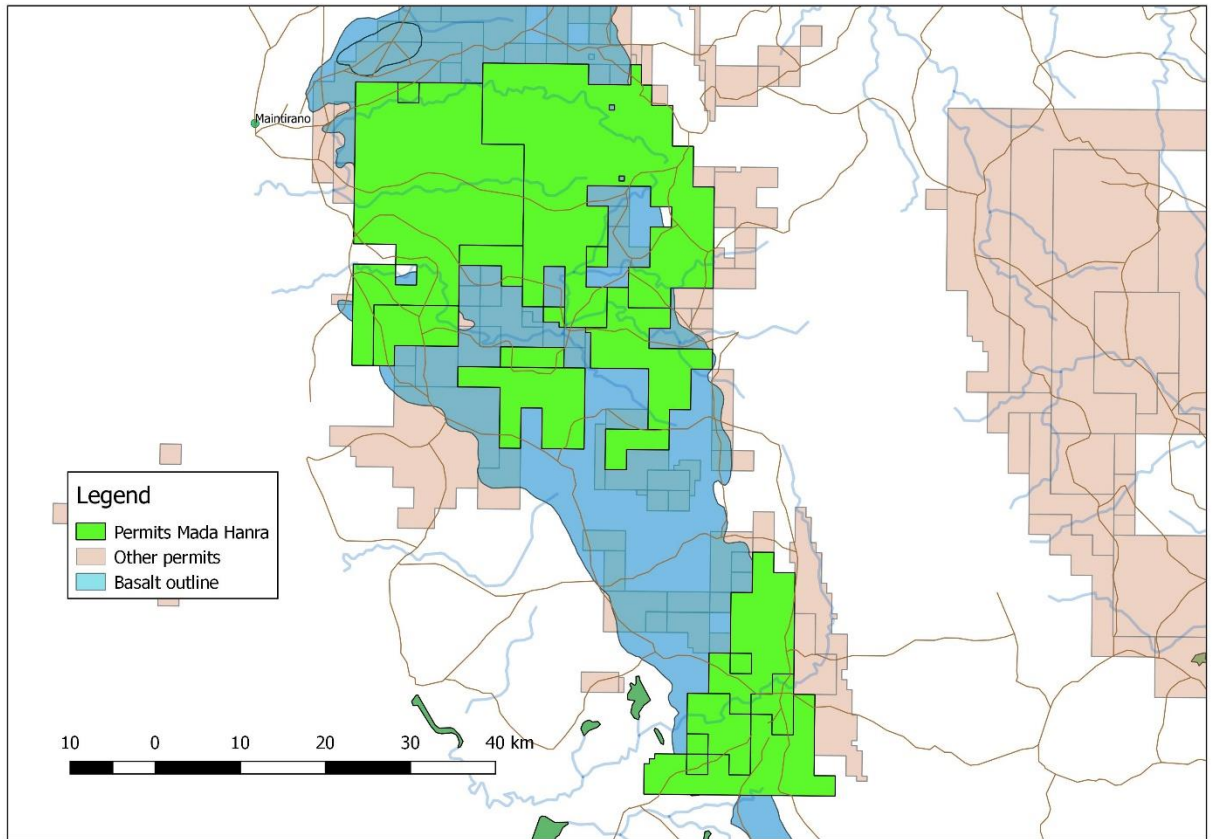 Maintirano
Legend
Permits Mada Hanra
Other permits
Basalt outline
10 0 10 20 30 40 km